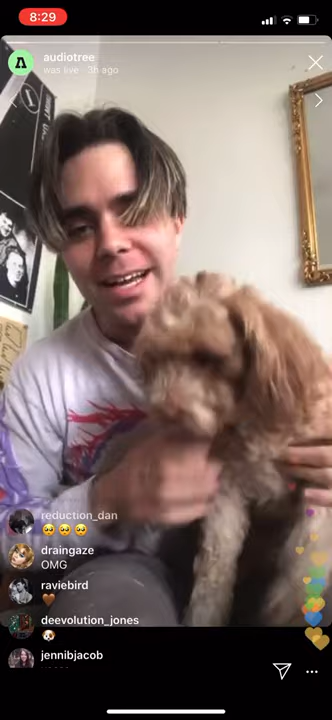 8:29
audiotree
was live · 3h ago
reduction_dan
🥺🥺🥺
draingaze
OMG
raviebird
🧡
deevolution_jones
🐶
jennibjacob